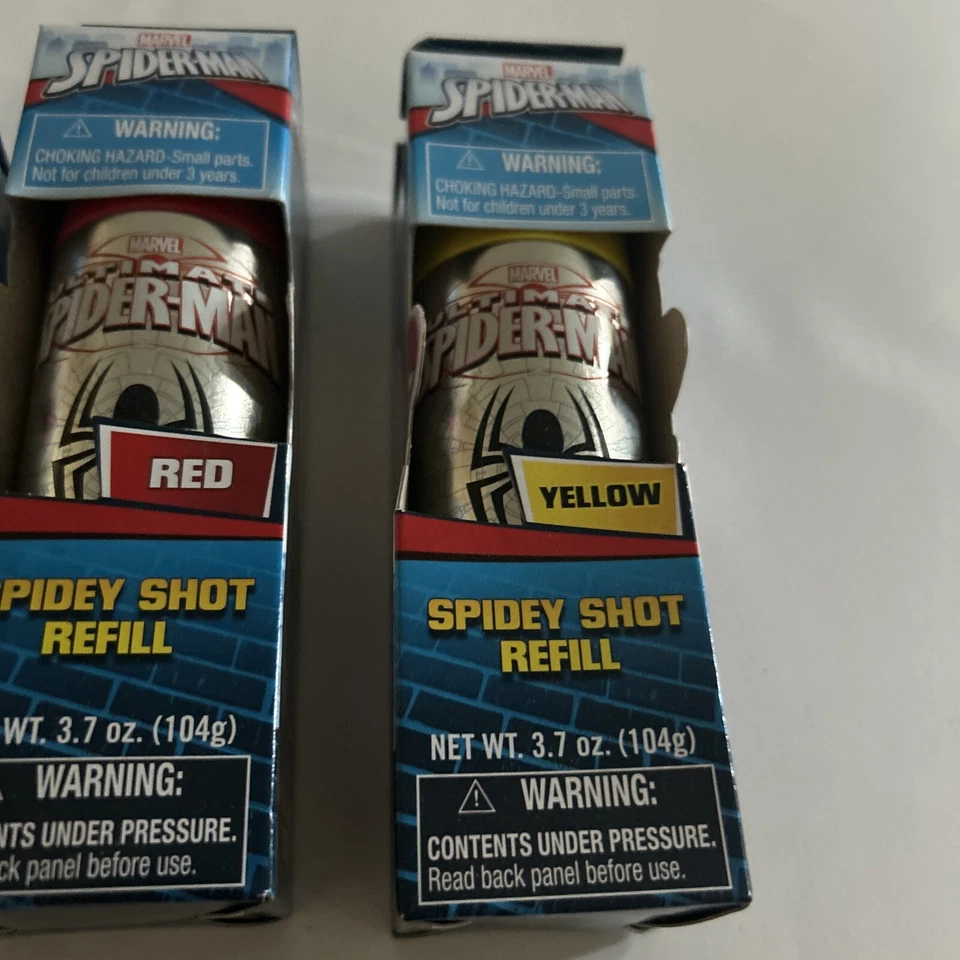 MARVEL
SPIDER-MAN
WARNING:
CHOKING HAZARD-Small parts.
Not for children under 3 years.
MARVEL
ULTIMAT
SPIDER-MAN
RED
SPIDEY SHOT
REFILL
WT. 3.7 oz. (104g)
WARNING:
NTS UNDER PRESSURE.
ck panel before use.
MARVEL
SPIDER-MAN
WARNING:
CHOKING HAZARD-Small parts.
Not for children under 3 years.
MARVEL
ULTIMAT
SPIDER-MA
YELLOW
SPIDEY SHOT
REFILL
NET WT. 3.7 oz. (104g)
WARNING:
CONTENTS UNDER PRESSURE.
Read back panel before use.